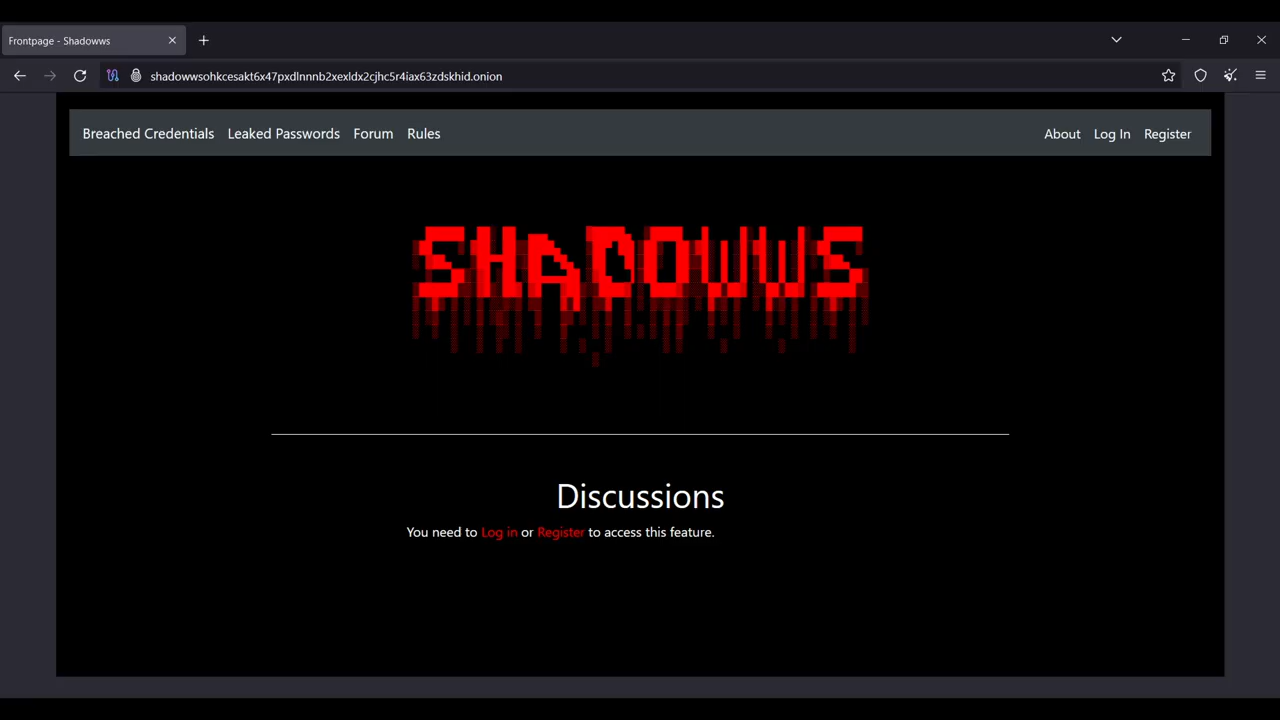 Frontpage - Shadowws
shadowwsohkcesakt6x47pxdlnnnb2xexldx2cjhc5r4iax63zdskhid.onion
Breached Credentials Leaked Passwords Forum Rules About Log In Register
SHADOWWS
Discussions
You need to Log in or Register to access this feature.